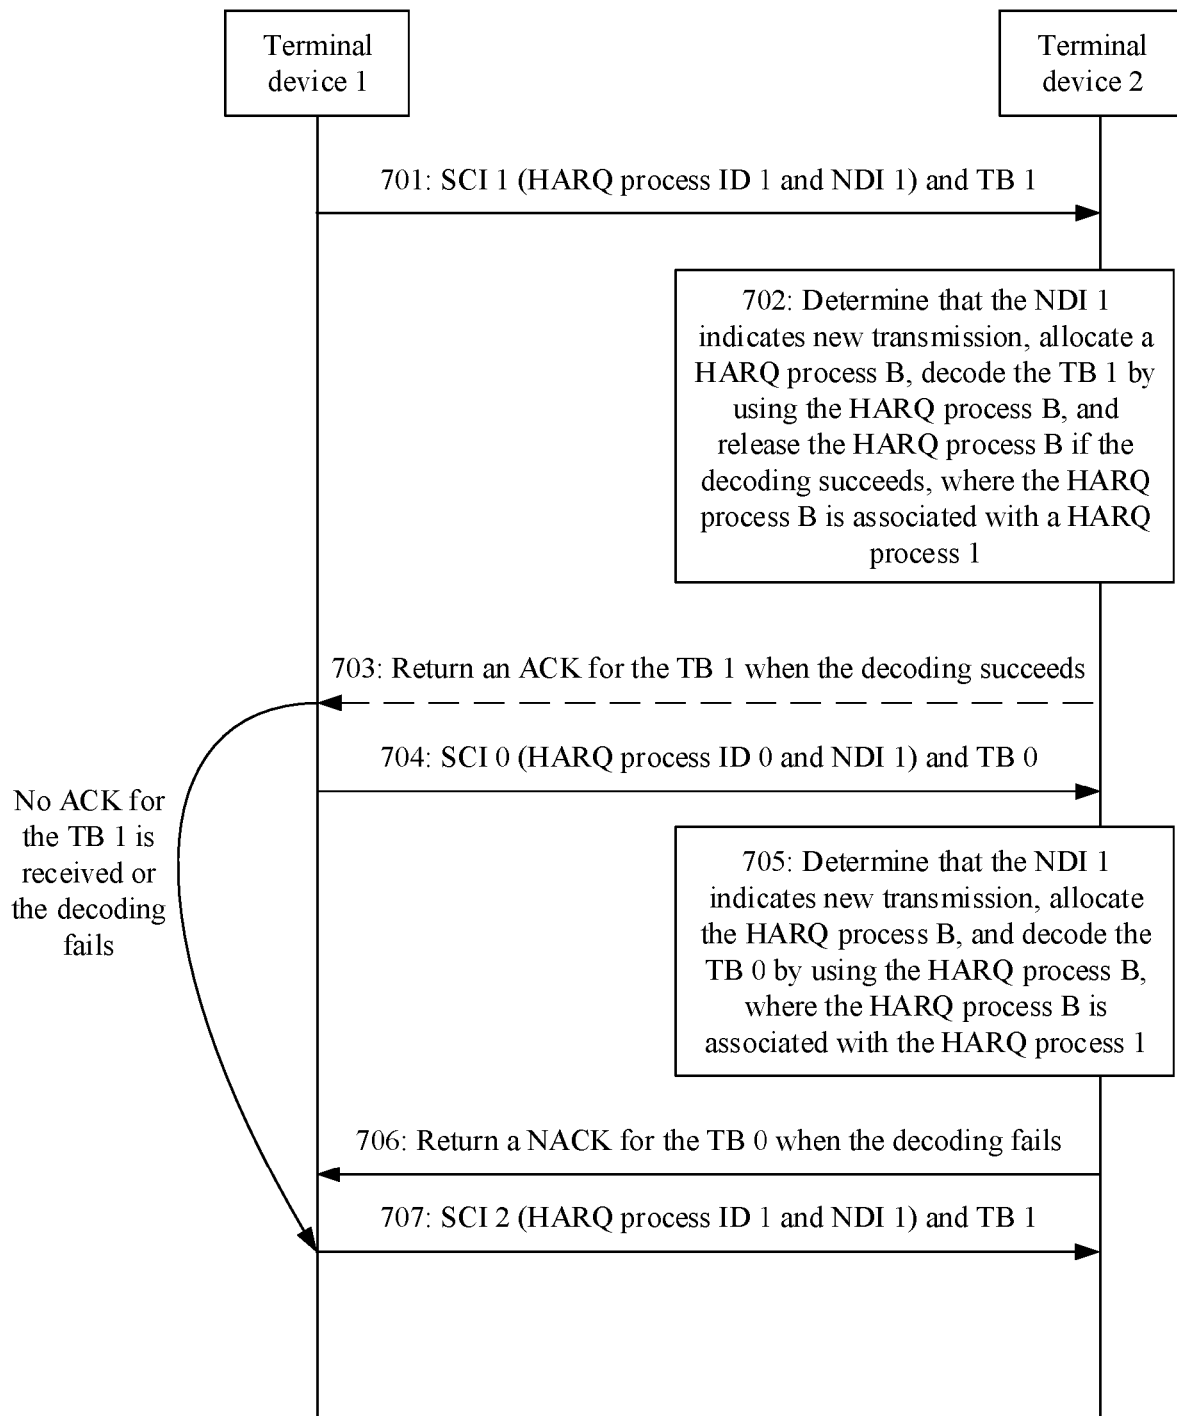 Terminal
device 1
Terminal
device 2
701: SCI 1 (HARQ process ID 1 and NDI 1) and TB 1
702: Determine that the NDI 1
indicates new transmission, allocate a
HARQ process B, decode the TB 1 by
using the HARQ process B, and
release the HARQ process B if the
decoding succeeds, where the HARQ
process B is associated with a HARQ
process 1
703: Return an ACK for the TB 1 when the decoding succeeds
704: SCI 0 (HARQ process ID 0 and NDI 1) and TB 0
No ACK for
the TB 1 is
received or
the decoding
fails
705: Determine that the NDI 1
indicates new transmission, allocate
the HARQ process B, and decode the
TB 0 by using the HARQ process B,
where the HARQ process B is
associated with the HARQ process 1
706: Return a NACK for the TB 0 when the decoding fails
707: SCI 2 (HARQ process ID 1 and NDI 1) and TB 1